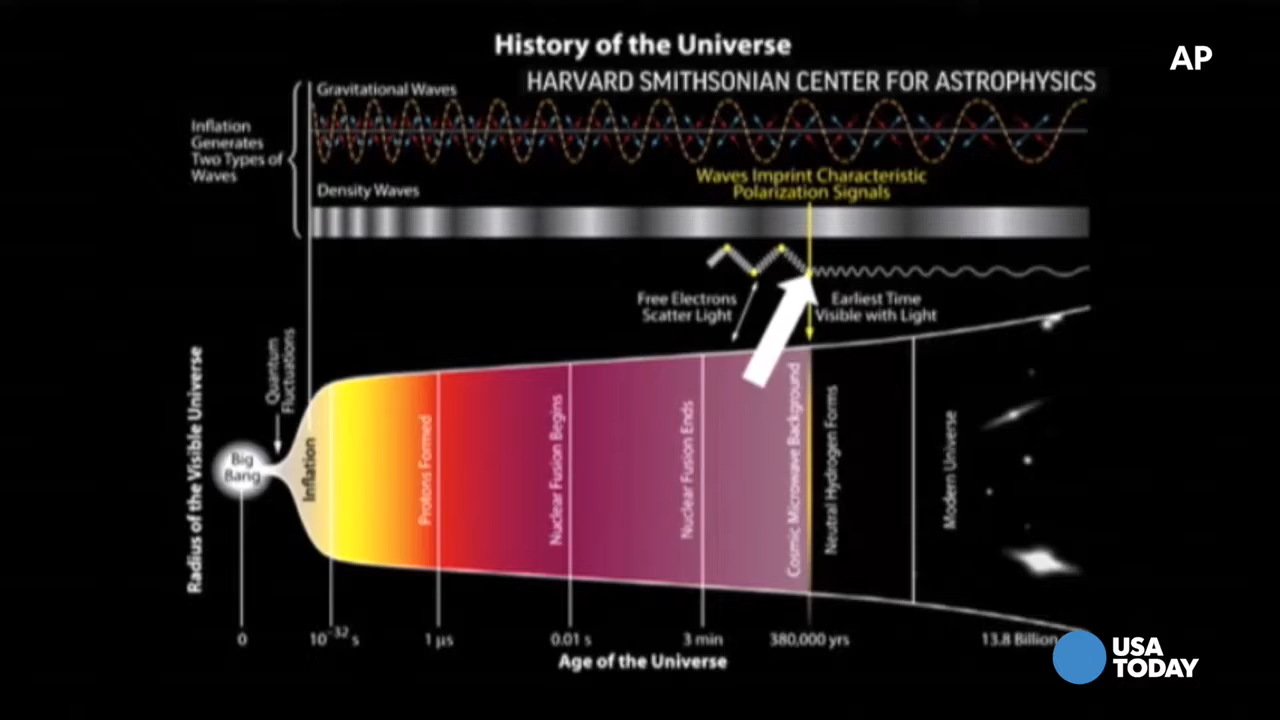 History of the Universe
AP
HARVARD SMITHSONIAN CENTER FOR ASTROPHYSICS
Gravitational Waves
Inflation
Generates
Two Types of
Waves
Waves Imprint Characteristic
Polarization Signals
Density Waves
Free Electrons
Scatter Light
Earliest Time
Visible with Light
Radius of the Visible Universe
Quantum
Fluctuations
Big
Bang
Inflation
Protons Formed
Nuclear Fusion Begins
Nuclear Fusion Ends
Cosmic Microwave Background
Neutral Hydrogen Forms
Modern Universe
0
10⁻³² s
1 µs
0.01 s
3 min
380,000 yrs
13.8 Billion
Age of the Universe
USA
TODAY